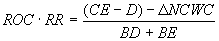 ROC · RR = (CE − D) − ΔNCWC
BD + BE